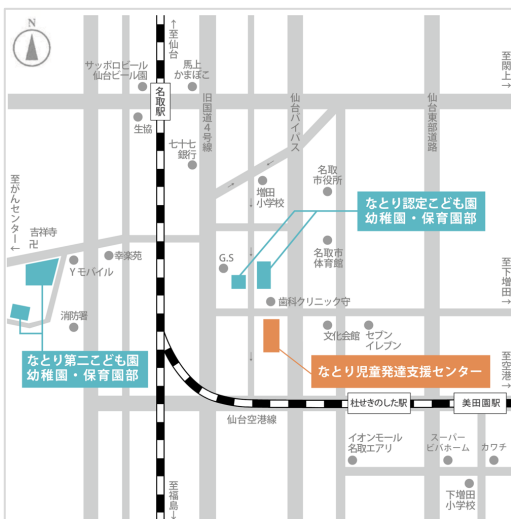 N
←至仙台
サッポロビール
仙台ビール園
馬上
かまぼこ
名取駅
旧国道4号線
仙台バイパス
仙台東部道路
至閖上→
生協
七十七
銀行
至がんセンター←
増田
小学校
名取
市役所
なとり認定こども園
幼稚園・保育園部
吉祥寺
卍
Yモバイル
幸楽苑
G.S
名取市
体育館
至下増田→
消防署
歯科クリニック守
文化会館
セブン
イレブン
なとり第二こども園
幼稚園・保育園部
なとり児童発達支援センター
至空港→
仙台空港線
杜せきのした駅
美田園駅
イオンモール
名取エアリ
スーパー
ビバホーム
カワチ
至福島→
下増田
小学校